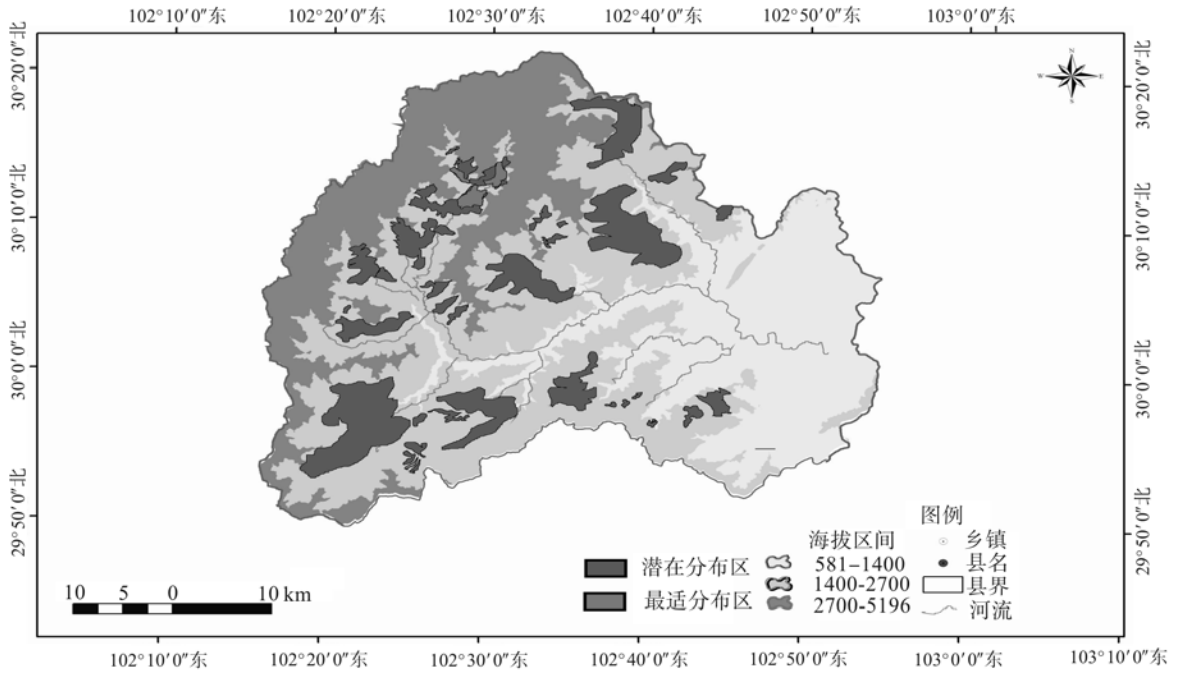 102°10′0″东 102°20′0″东 102°30′0″东 102°40′0″东 102°50′0″东 103°0′0″东
30°20′0″北
30°10′0″北
30°0′0″北
29°50′0″北
N
W E
S
30°20′0″北
30°10′0″北
30°0′0″北
29°50′0″北
图例
海拔区间
乡镇
潜在分布区
581–1400
县名
1400-2700
县界
最适分布区
2700-5196
河流
10 5 0 10 km
102°10′0″东 102°20′0″东 102°30′0″东 102°40′0″东 102°50′0″东 103°0′0″东 103°10′0″东